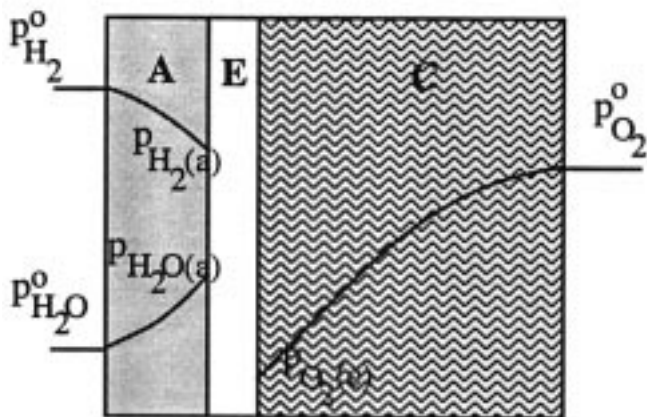 p°H₂
A
E
C
p°O₂
pH₂(a)
pH₂O(a)
p°H₂O
pO₂(c)